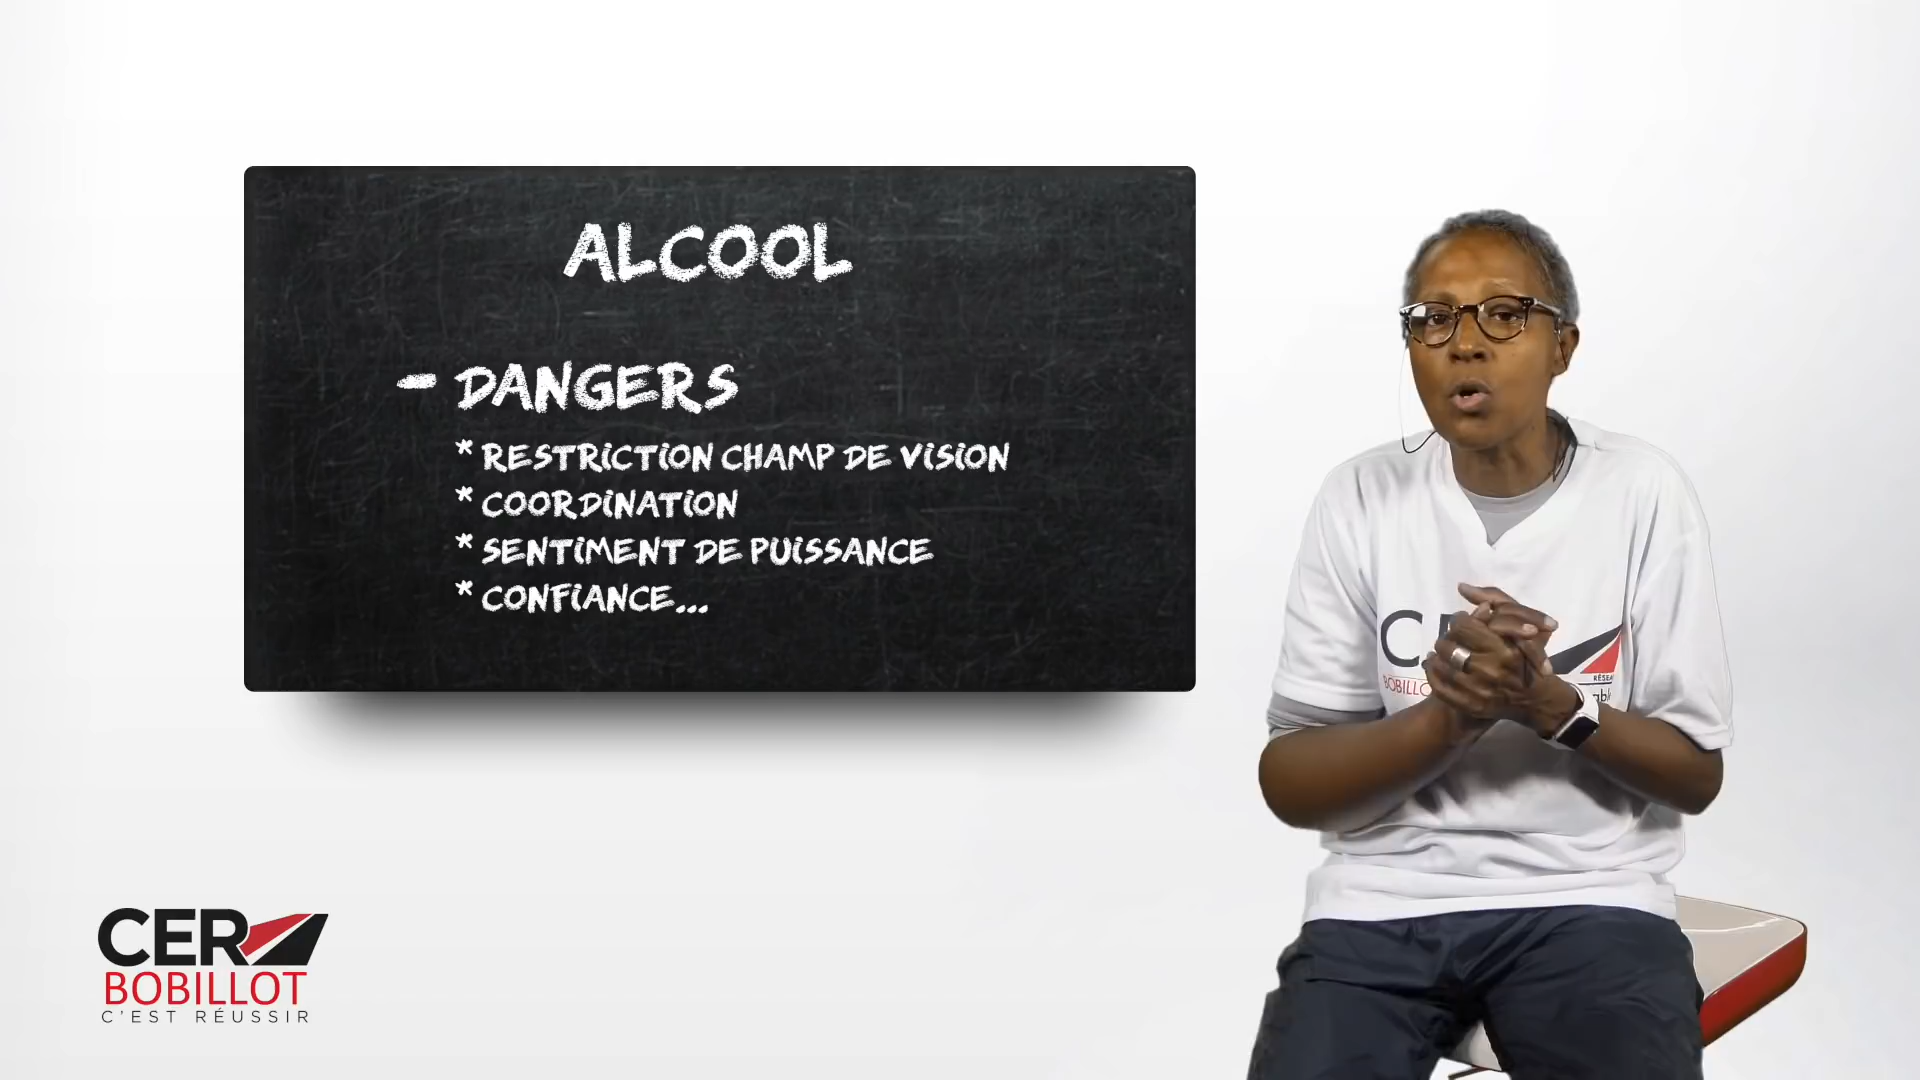 ALCOOL
- DANGERS
* RESTRICTION CHAMP DE VISION
* COORDINATION
* SENTIMENT DE PUISSANCE
* CONFIANCE...
CER
BOBILLOT
C'EST RÉUSSIR